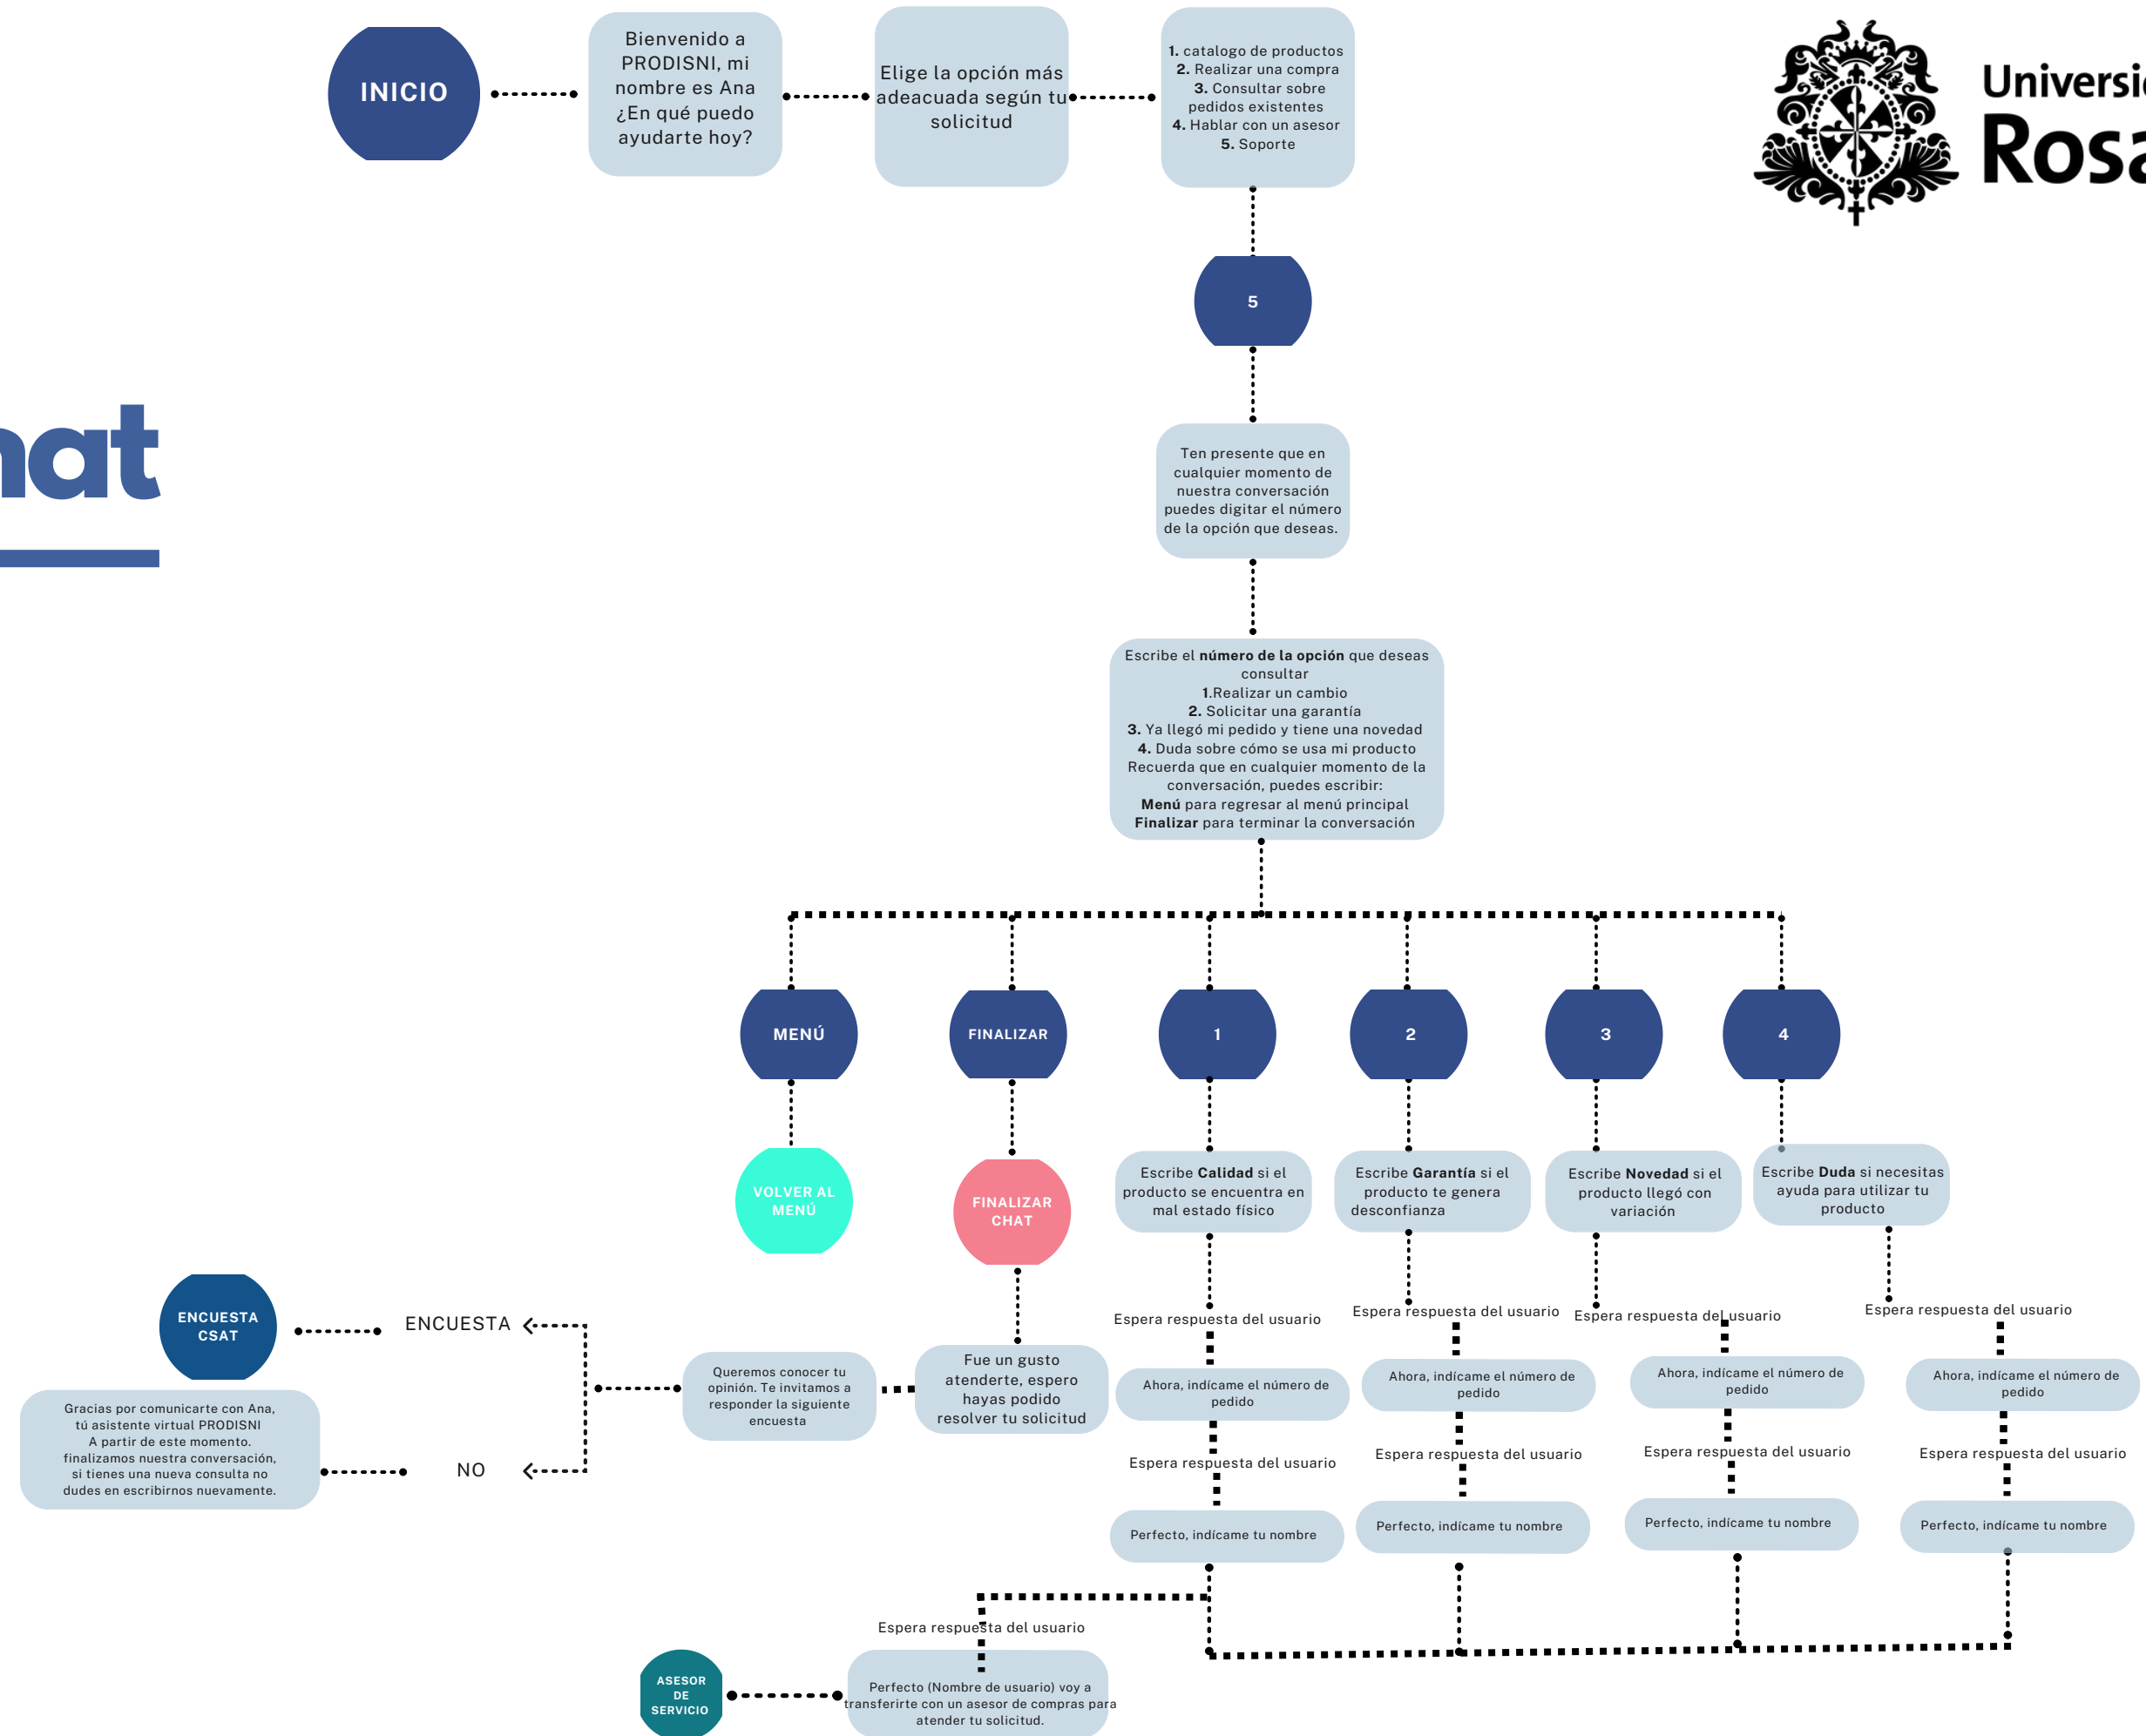 INICIO
Bienvenido a
PRODISNI, mi
nombre es Ana
¿En qué puedo
ayudarte hoy?
Elige la opción más
adeacuada según tu
solicitud
1. catalogo de productos
2. Realizar una compra
3. Consultar sobre
pedidos existentes
4. Hablar con un asesor
5. Soporte
5
Ten presente que en
cualquier momento de
nuestra conversación
puedes digitar el número
de la opción que deseas.
Escribe el número de la opción que deseas
consultar
1.Realizar un cambio
2. Solicitar una garantía
3. Ya llegó mi pedido y tiene una novedad
4. Duda sobre cómo se usa mi producto
Recuerda que en cualquier momento de la
conversación, puedes escribir:
Menú para regresar al menú principal
Finalizar para terminar la conversación
MENÚ
FINALIZAR
1
2
3
4
VOLVER AL
MENÚ
FINALIZAR
CHAT
Escribe Calidad si el
producto se encuentra en
mal estado físico
Escribe Garantía si el
producto te genera
desconfianza
Escribe Novedad si el
producto llegó con
variación
Escribe Duda si necesitas
ayuda para utilizar tu
producto
Espera respuesta del usuario
Espera respuesta del usuario
Espera respuesta del usuario
Espera respuesta del usuario
ENCUESTA
CSAT
ENCUESTA
Queremos conocer tu
opinión. Te invitamos a
responder la siguiente
encuesta
Fue un gusto
atenderte, espero
hayas podido
resolver tu solicitud
Ahora, indícame el número de
pedido
Ahora, indícame el número de
pedido
Ahora, indícame el número de
pedido
Ahora, indícame el número de
pedido
Gracias por comunicarte con Ana,
tú asistente virtual PRODISNI
A partir de este momento.
finalizamos nuestra conversación,
si tienes una nueva consulta no
dudes en escribirnos nuevamente.
NO
Espera respuesta del usuario
Espera respuesta del usuario
Espera respuesta del usuario
Espera respuesta del usuario
Perfecto, indícame tu nombre
Perfecto, indícame tu nombre
Perfecto, indícame tu nombre
Perfecto, indícame tu nombre
Espera respuesta del usuario
ASESOR
DE
SERVICIO
Perfecto (Nombre de usuario) voy a
transferirte con un asesor de compras para
atender tu solicitud.